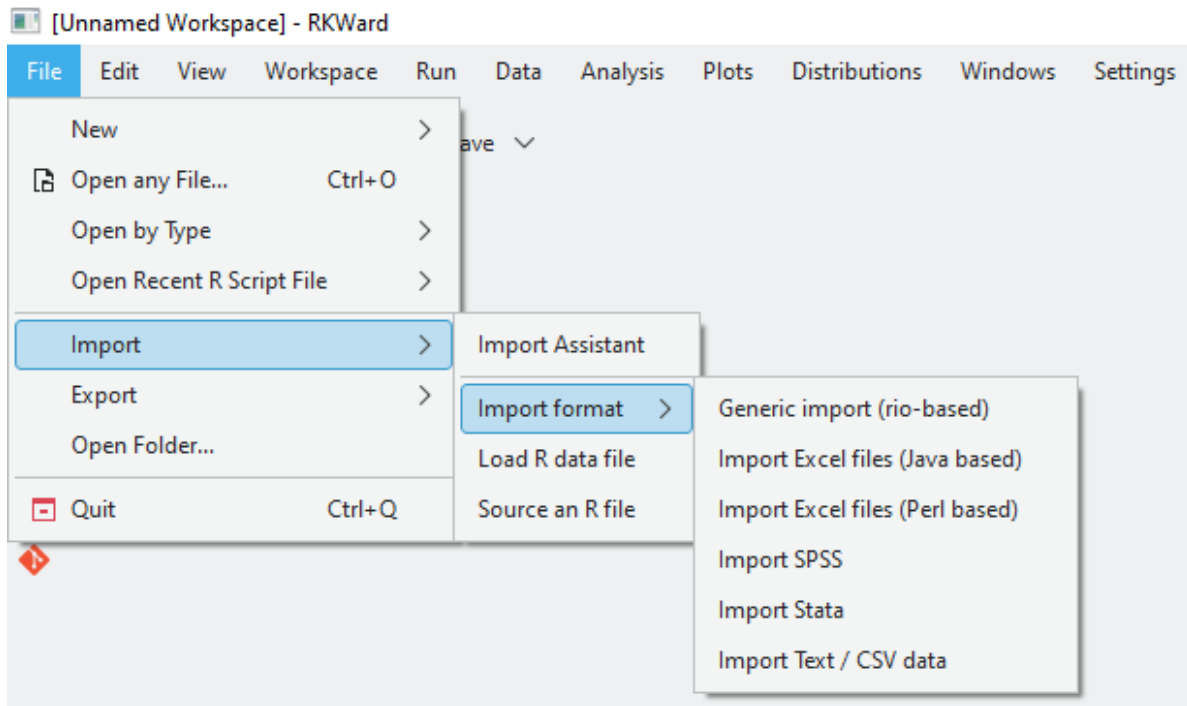 [Unnamed Workspace] - RKWard
File Edit View Workspace Run Data Analysis Plots Distributions Windows Settings
New
ave
Open any File... Ctrl+O
Open by Type
Open Recent R Script File
Import
Export
Open Folder...
Quit Ctrl+Q
Import Assistant
Import format
Load R data file
Source an R file
Generic import (rio-based)
Import Excel files (Java based)
Import Excel files (Perl based)
Import SPSS
Import Stata
Import Text / CSV data